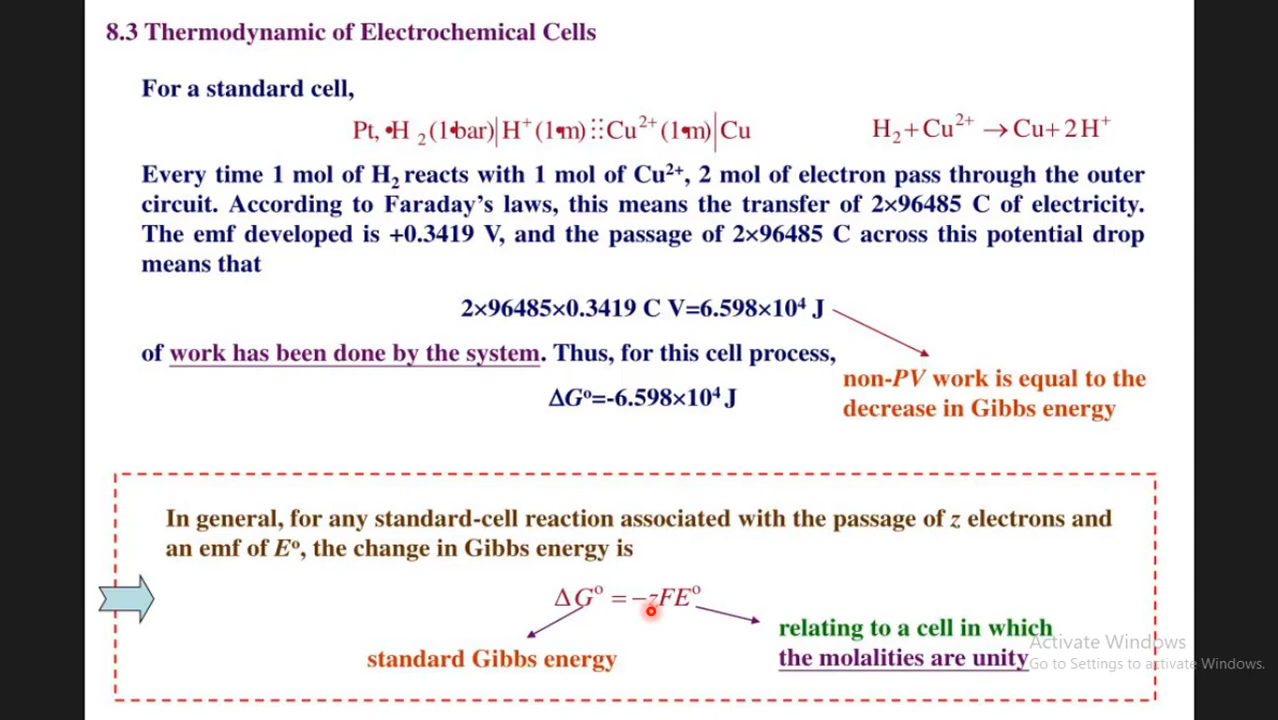 8.3 Thermodynamic of Electrochemical Cells
For a standard cell,
Pt, •H₂(1•bar)|H⁺(1•m)⫶⫶Cu²⁺(1•m)|Cu H₂+Cu²⁺ →Cu+2H⁺
Every time 1 mol of H₂ reacts with 1 mol of Cu²⁺, 2 mol of electron pass through the outer
circuit. According to Faraday's laws, this means the transfer of 2×96485 C of electricity.
The emf developed is +0.3419 V, and the passage of 2×96485 C across this potential drop
means that
2×96485×0.3419 C V=6.598×10⁴ J
of work has been done by the system. Thus, for this cell process,
non-PV work is equal to the
decrease in Gibbs energy
ΔGº=-6.598×10⁴ J
In general, for any standard-cell reaction associated with the passage of z electrons and
an emf of Eº, the change in Gibbs energy is
ΔGº =−zFEº
relating to a cell in which
the molalities are unity
standard Gibbs energy
Activate Windows
Go to Settings to activate Windows.